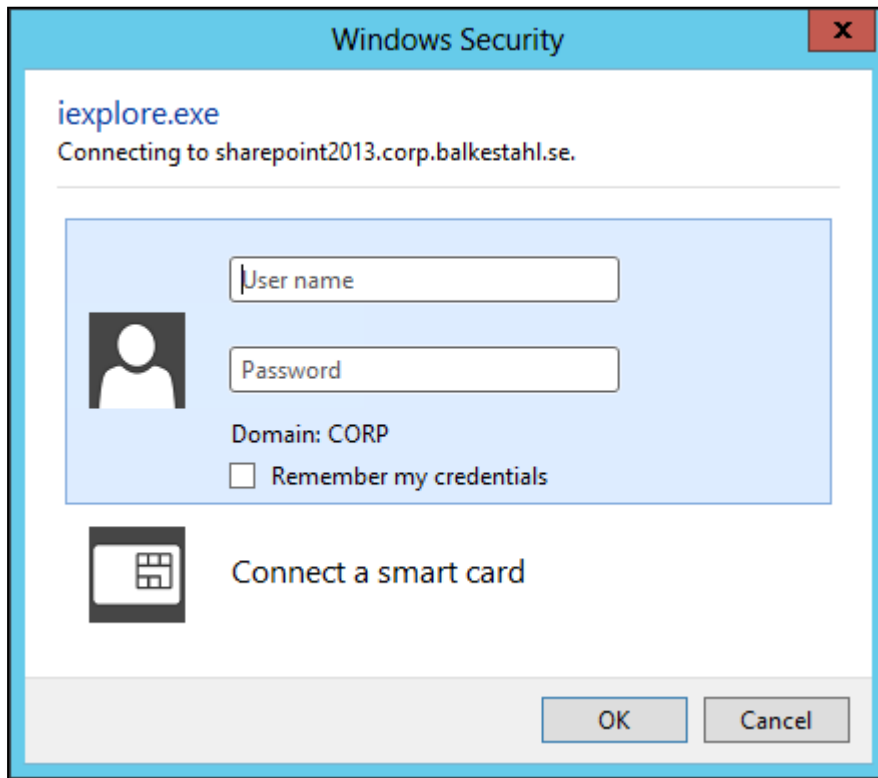 Windows Security
x
iexplore.exe
Connecting to sharepoint2013.corp.balkestahl.se.
User name
Password
Domain: CORP
Remember my credentials
Connect a smart card
OK
Cancel